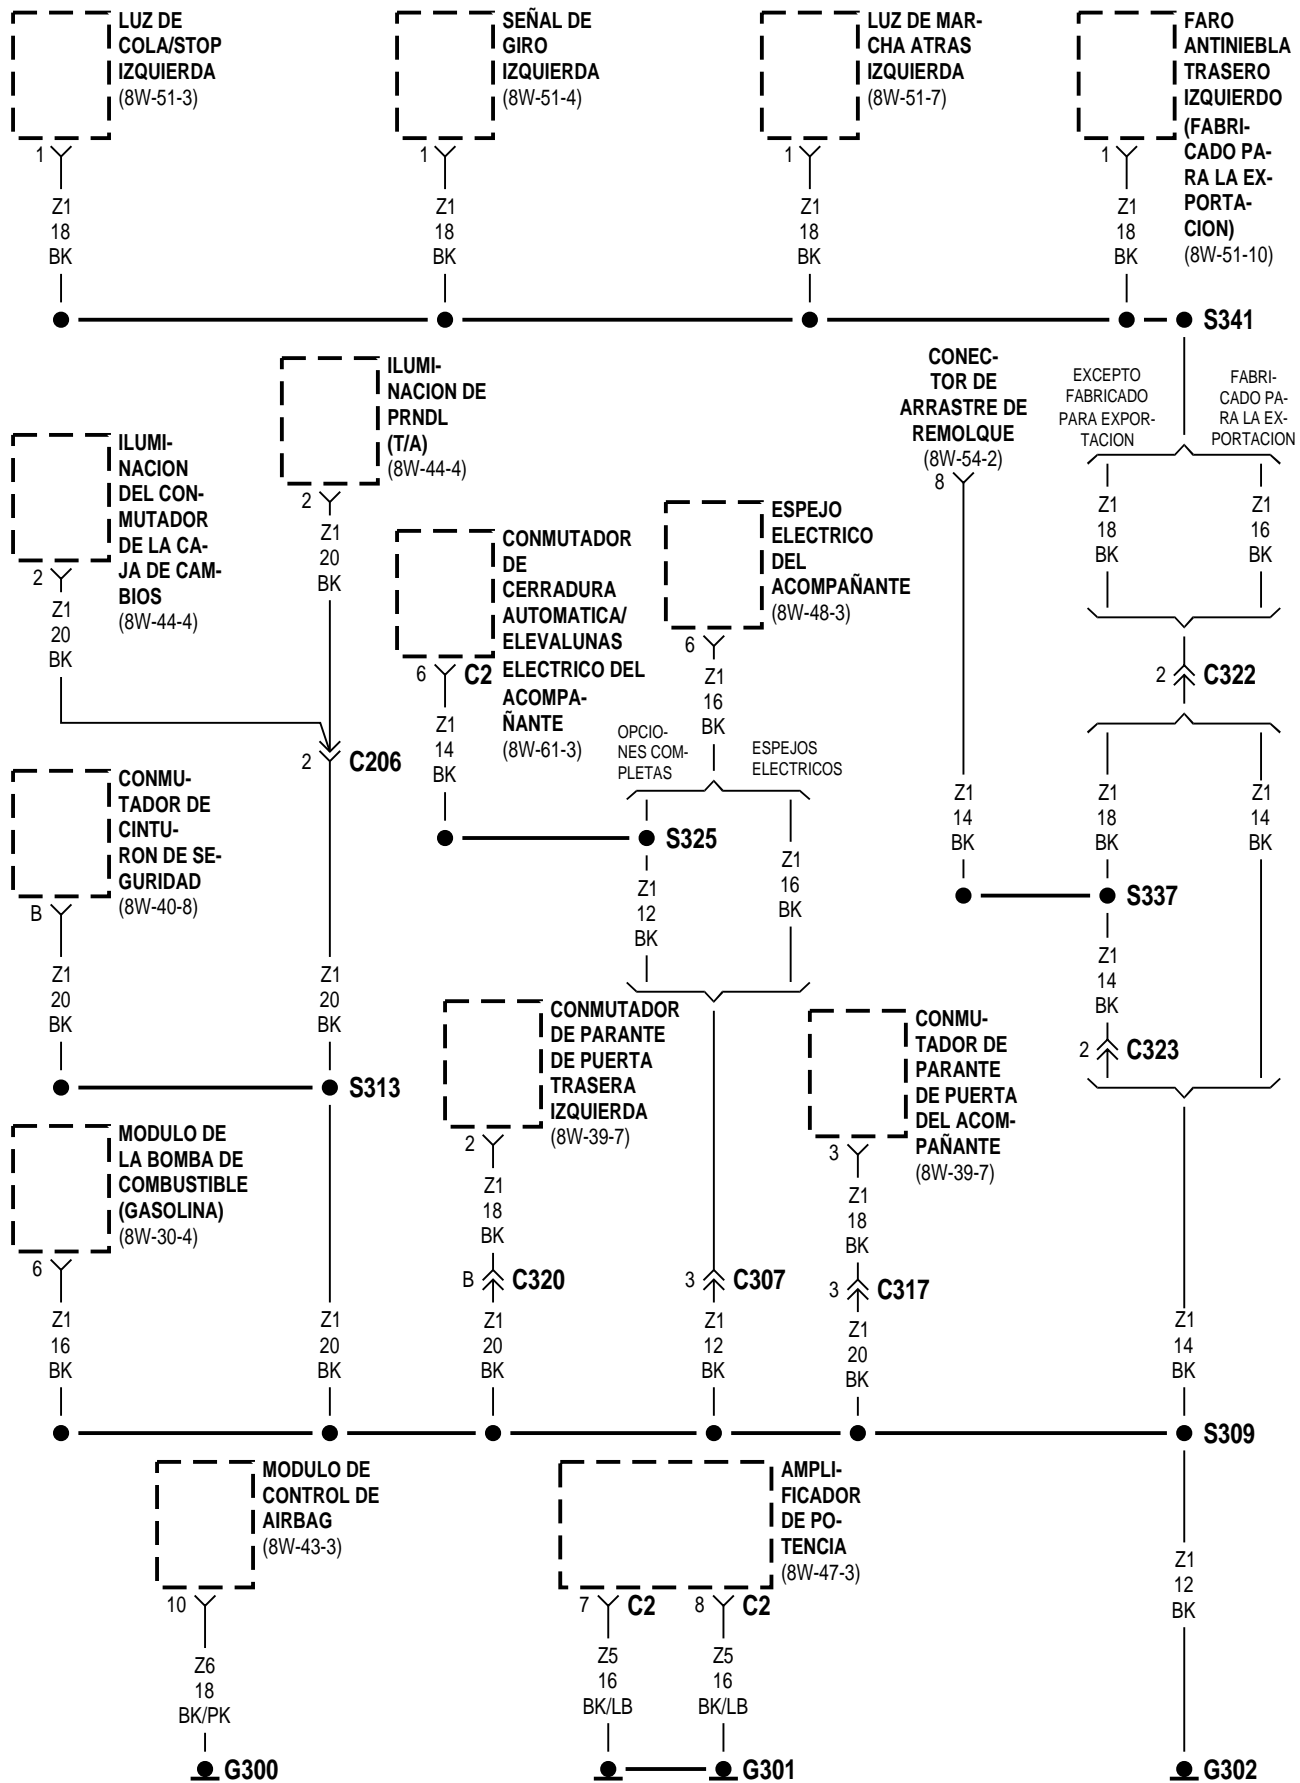 LUZ DE
COLA/STOP
IZQUIERDA
(8W-51-3)
1
Z1
18
BK
SEÑAL DE
GIRO
IZQUIERDA
(8W-51-4)
1
Z1
18
BK
LUZ DE MAR-
CHA ATRAS
IZQUIERDA
(8W-51-7)
1
Z1
18
BK
FARO
ANTINIEBLA
TRASERO
IZQUIERDO
(FABRI-
CADO PA-
RA LA EX-
PORTA-
CION)
(8W-51-10)
1
Z1
18
BK
S341
ILUMI-
NACION
DEL CON-
MUTADOR
DE LA CA-
JA DE CAM-
BIOS
(8W-44-4)
2
Z1
20
BK
ILUMI-
NACION DE
PRNDL
(T/A)
(8W-44-4)
2
Z1
20
BK
2
C206
CONMUTADOR
DE
CERRADURA
AUTOMATICA/
ELEVALUNAS
ELECTRICO DEL
ACOMPA-
ÑANTE
(8W-61-3)
6
C2
Z1
14
BK
ESPEJO
ELECTRICO
DEL
ACOMPAÑANTE
(8W-48-3)
6
Z1
16
BK
OPCIO-
NES COM-
PLETAS
ESPEJOS
ELECTRICOS
S325
Z1
12
BK
Z1
16
BK
CONEC-
TOR DE
ARRASTRE DE
REMOLQUE
(8W-54-2)
8
Z1
14
BK
EXCEPTO
FABRICADO
PARA EXPOR-
TACION
FABRI-
CADO PA-
RA LA EX-
PORTACION
Z1
18
BK
Z1
16
BK
2
C322
Z1
18
BK
Z1
14
BK
S337
Z1
14
BK
2
C323
CONMU-
TADOR DE
CINTU-
RON DE SE-
GURIDAD
(8W-40-8)
B
Z1
20
BK
Z1
20
BK
S313
MODULO DE
LA BOMBA DE
COMBUSTIBLE
(GASOLINA)
(8W-30-4)
6
Z1
16
BK
Z1
20
BK
CONMUTADOR
DE PARANTE
DE PUERTA
TRASERA
IZQUIERDA
(8W-39-7)
2
Z1
18
BK
B
C320
Z1
20
BK
3
C307
Z1
12
BK
CONMU-
TADOR DE
PARANTE
DE PUERTA
DEL ACOM-
PAÑANTE
(8W-39-7)
3
Z1
18
BK
3
C317
Z1
20
BK
Z1
14
BK
S309
MODULO DE
CONTROL DE
AIRBAG
(8W-43-3)
10
Z6
18
BK/PK
G300
AMPLI-
FICADOR
DE PO-
TENCIA
(8W-47-3)
7
C2
8
C2
Z5
16
BK/LB
Z5
16
BK/LB
G301
Z1
12
BK
G302